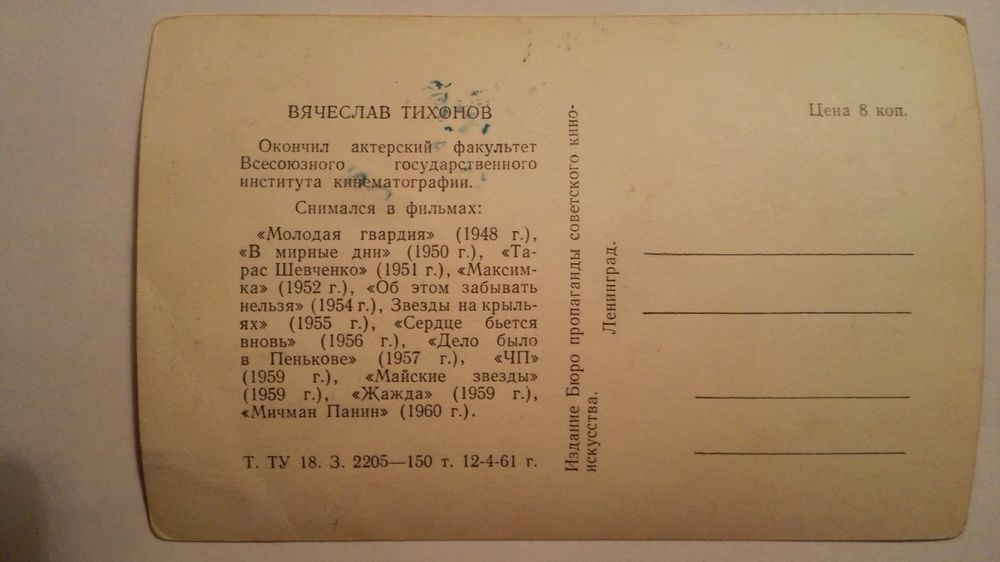 ВЯЧЕСЛАВ ТИХОНОВ
Окончил актерский факультет
Всесоюзного государственного
института кинематографии.
Снимался в фильмах:
«Молодая гвардия» (1948 г.),
«В мирные дни» (1950 г.), «Та-
рас Шевченко» (1951 г.), «Максим-
ка» (1952 г.), «Об этом забывать
нельзя» (1954 г.), Звезды на крыль-
ях» (1955 г.), «Сердце бьется
вновь» (1956 г.), «Дело было
в Пенькове» (1957 г.), «ЧП»
(1959 г.), «Майские звезды»
(1959 г.), «Жажда» (1959 г.),
«Мичман Панин» (1960 г.).
Т. ТУ 18. З. 2205—150 т. 12-4-61 г.
Издание Бюро пропаганды советского кино-
искусства.
Ленинград.
Цена 8 коп.